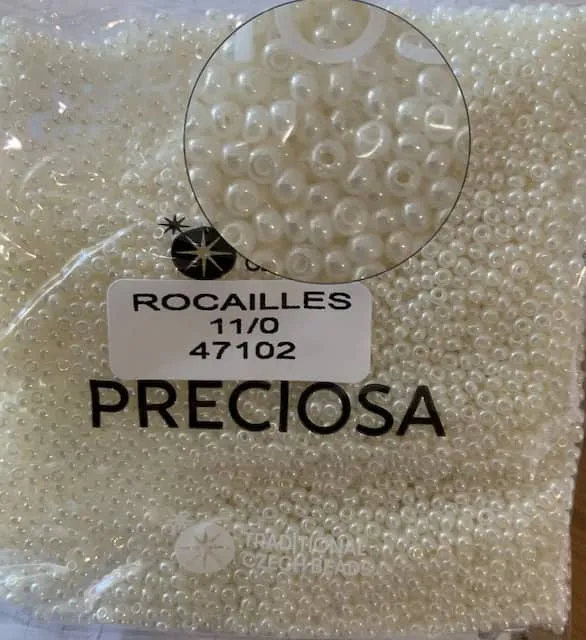 ROCAILLES
11/0
47102
PRECIOSA
TRADITIONAL
CZECH BEADS